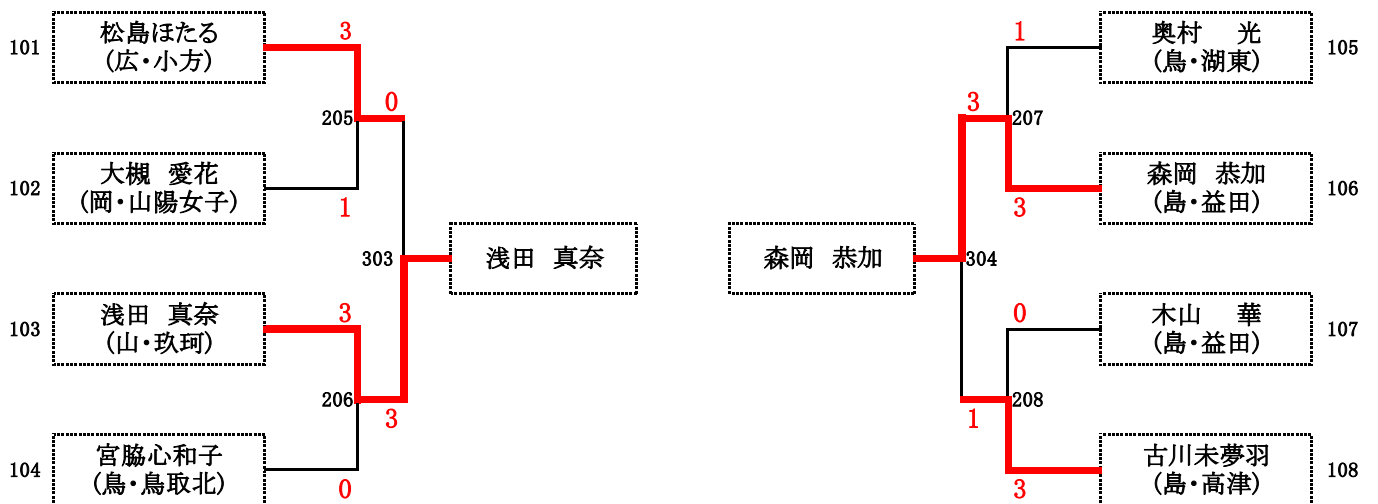 101
松島ほたる
(広・小方)
3
205
0
102
大槻 愛花
(岡・山陽女子)
1
303
浅田 真奈
103
浅田 真奈
(山・玖珂)
3
206
3
104
宮脇心和子
(鳥・鳥取北)
0
1
奥村 光
(鳥・湖東)
105
3
207
森岡 恭加
(島・益田)
106
3
森岡 恭加
304
0
木山 華
(島・益田)
107
208
1
古川未夢羽
(島・高津)
108
3